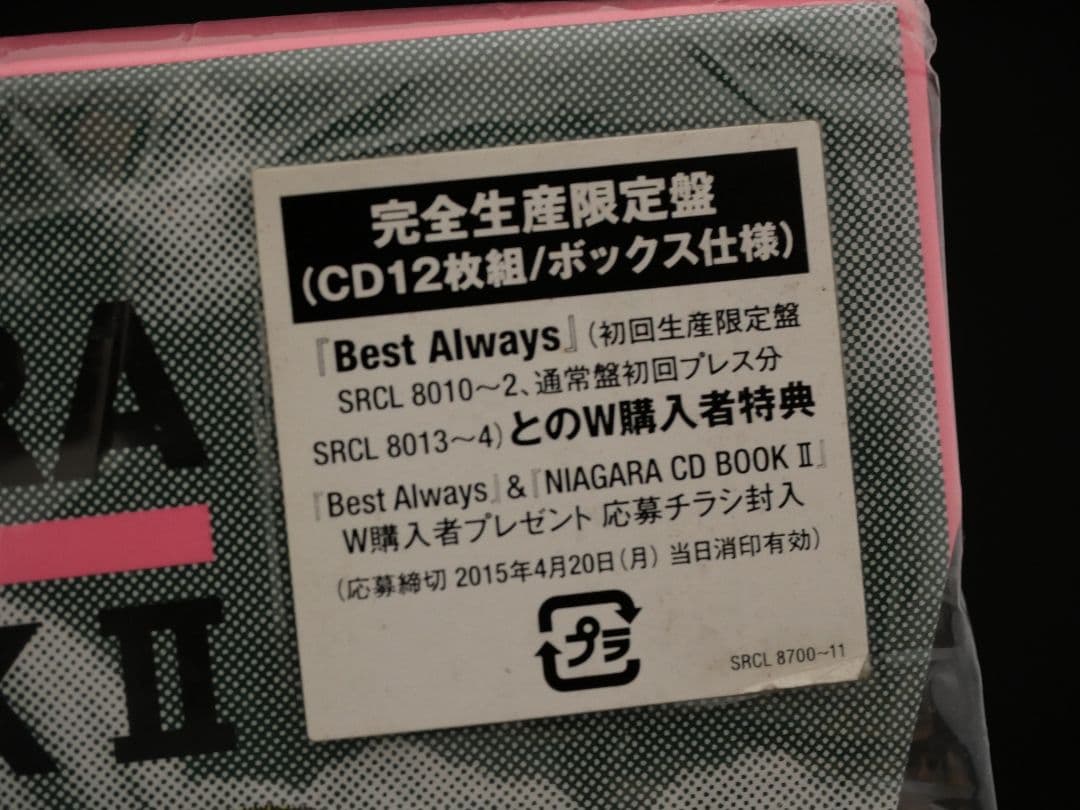 RA
K II
完全生産限定盤
(CD12枚組/ボックス仕様)
『Best Always』(初回生産限定盤
SRCL 8010～2、通常盤初回プレス分
SRCL 8013～4)とのW購入者特典
『Best Always』&『NIAGARA CD BOOK II』
W購入者プレゼント 応募チラシ封入
(応募締切 2015年4月20日(月) 当日消印有効)
プラ
SRCL 8700~11